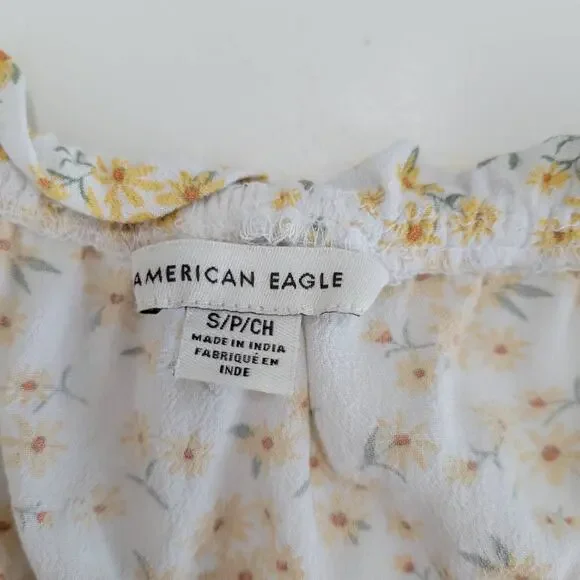 AMERICAN EAGLE
S/P/CH
MADE IN INDIA
FABRIQUÉ EN
INDE